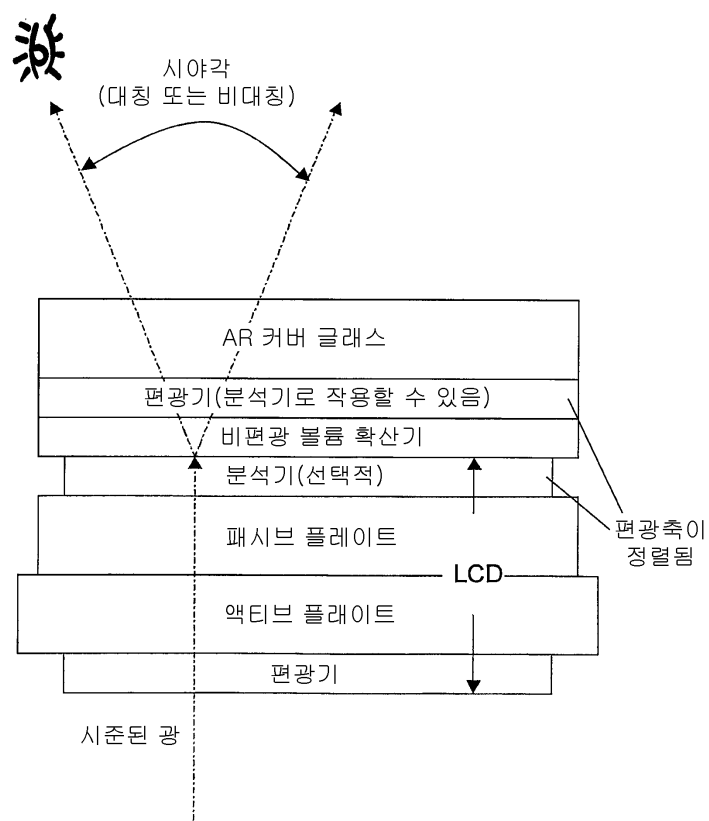 시야각
(대칭 또는 비대칭)
AR 커버 글래스
편광기(분석기로 작용할 수 있음)
비편광 볼륨 확산기
분석기(선택적)
패시브 플레이트
편광축이
정렬됨
LCD
액티브 플래이트
편광기
시준된 광